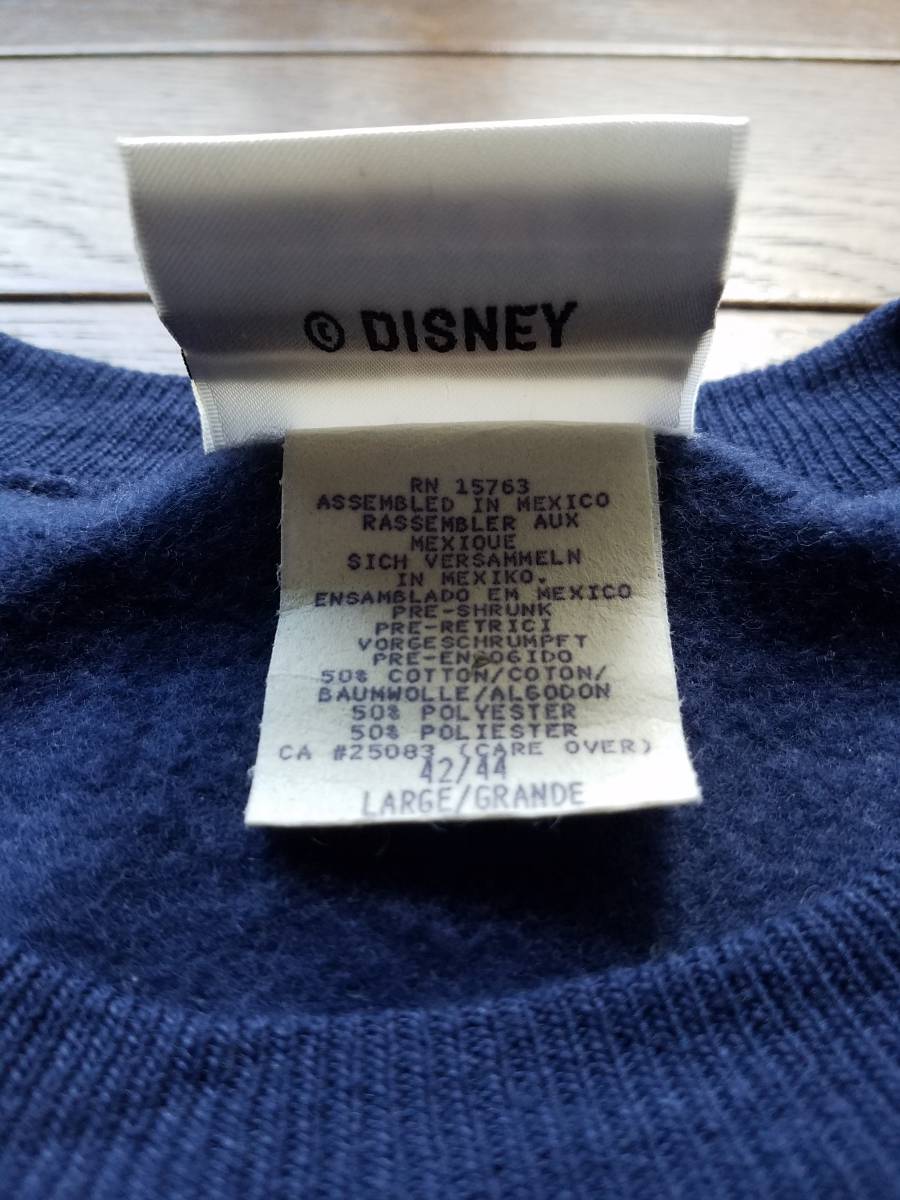 © DISNEY
RN 15763
ASSEMBLED IN MEXICO
RASSEMBLER AUX
MEXIQUE
SICH VERSAMMELN
IN MEXIKO.
ENSAMBLADO EM MEXICO
PRE-SHRUNK
PRE-RETRICI
VORGESCHRUMPFT
50% COTTON/COTON/
BAUMWOLLE/ALGODON
50% POLYESTER
50% POLIESTER
CA #25083 (CARE OVER)
42/44
LARGE/GRANDE